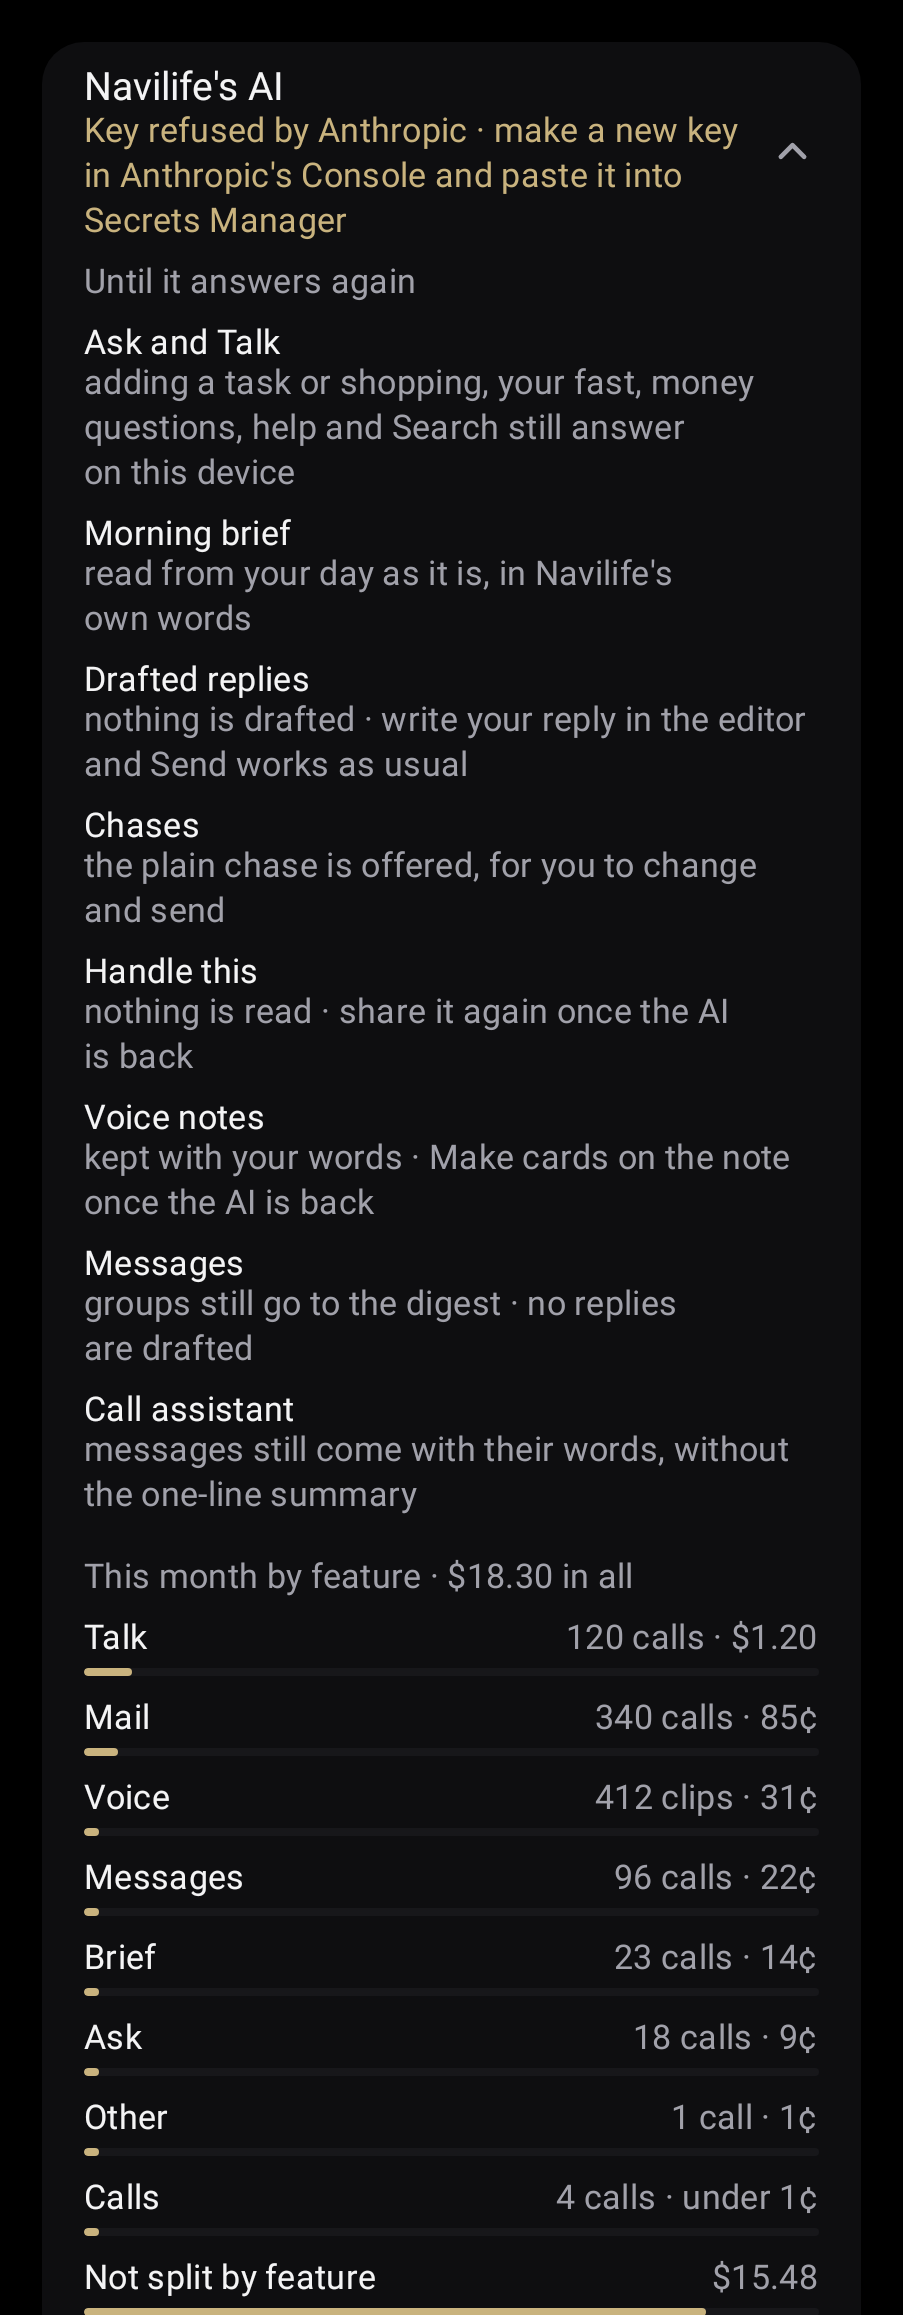 Navilife's AI
Key refused by Anthropic · make a new key
in Anthropic's Console and paste it into
Secrets Manager
Until it answers again
Ask and Talk
adding a task or shopping, your fast, money
questions, help and Search still answer
on this device
Morning brief
read from your day as it is, in Navilife's
own words
Drafted replies
nothing is drafted · write your reply in the editor
and Send works as usual
Chases
the plain chase is offered, for you to change
and send
Handle this
nothing is read · share it again once the AI
is back
Voice notes
kept with your words · Make cards on the note
once the AI is back
Messages
groups still go to the digest · no replies
are drafted
Call assistant
messages still come with their words, without
the one-line summary
This month by feature · $18.30 in all
Talk 120 calls · $1.20
Mail 340 calls · 85¢
Voice 412 clips · 31¢
Messages 96 calls · 22¢
Brief 23 calls · 14¢
Ask 18 calls · 9¢
Other 1 call · 1¢
Calls 4 calls · under 1¢
Not split by feature $15.48